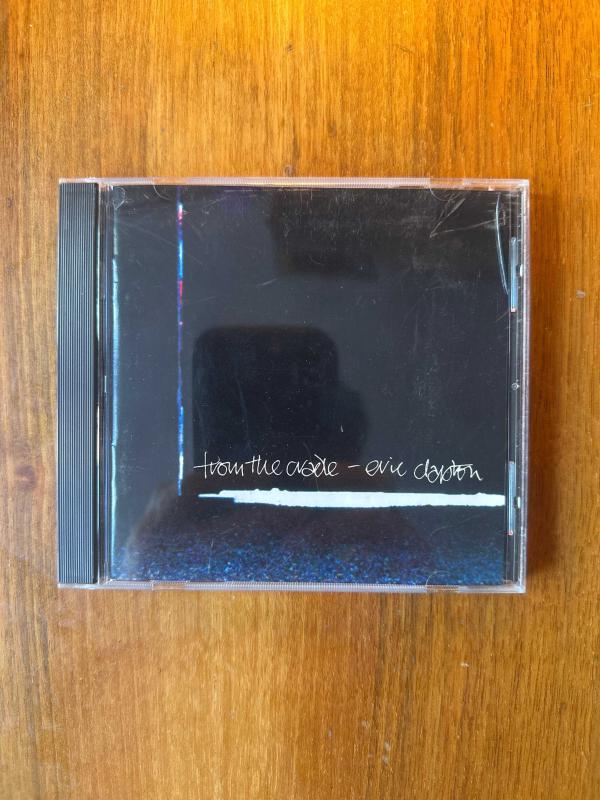 from the cradle - eric clapton